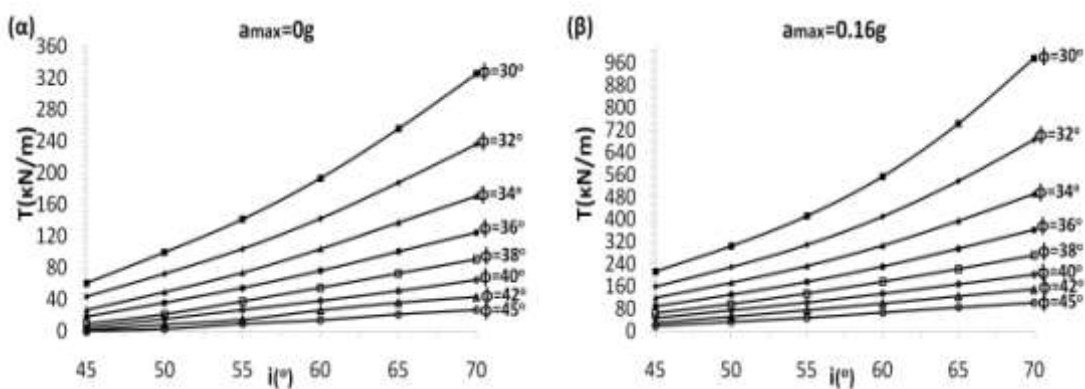 (α)
amax=0g
T(κN/m)
360
320
280
240
200
160
120
80
40
0
45
50
55
60
65
70
i(°)
ϕ=30°
ϕ=32°
ϕ=34°
ϕ=36°
ϕ=38°
ϕ=40°
ϕ=42°
ϕ=45°
(β)
amax=0.16g
T(κN/m)
960
880
800
720
640
560
480
400
320
240
160
80
0
45
50
55
60
65
70
i(°)
ϕ=30°
ϕ=32°
ϕ=34°
ϕ=36°
ϕ=38°
ϕ=40°
ϕ=42°
ϕ=45°